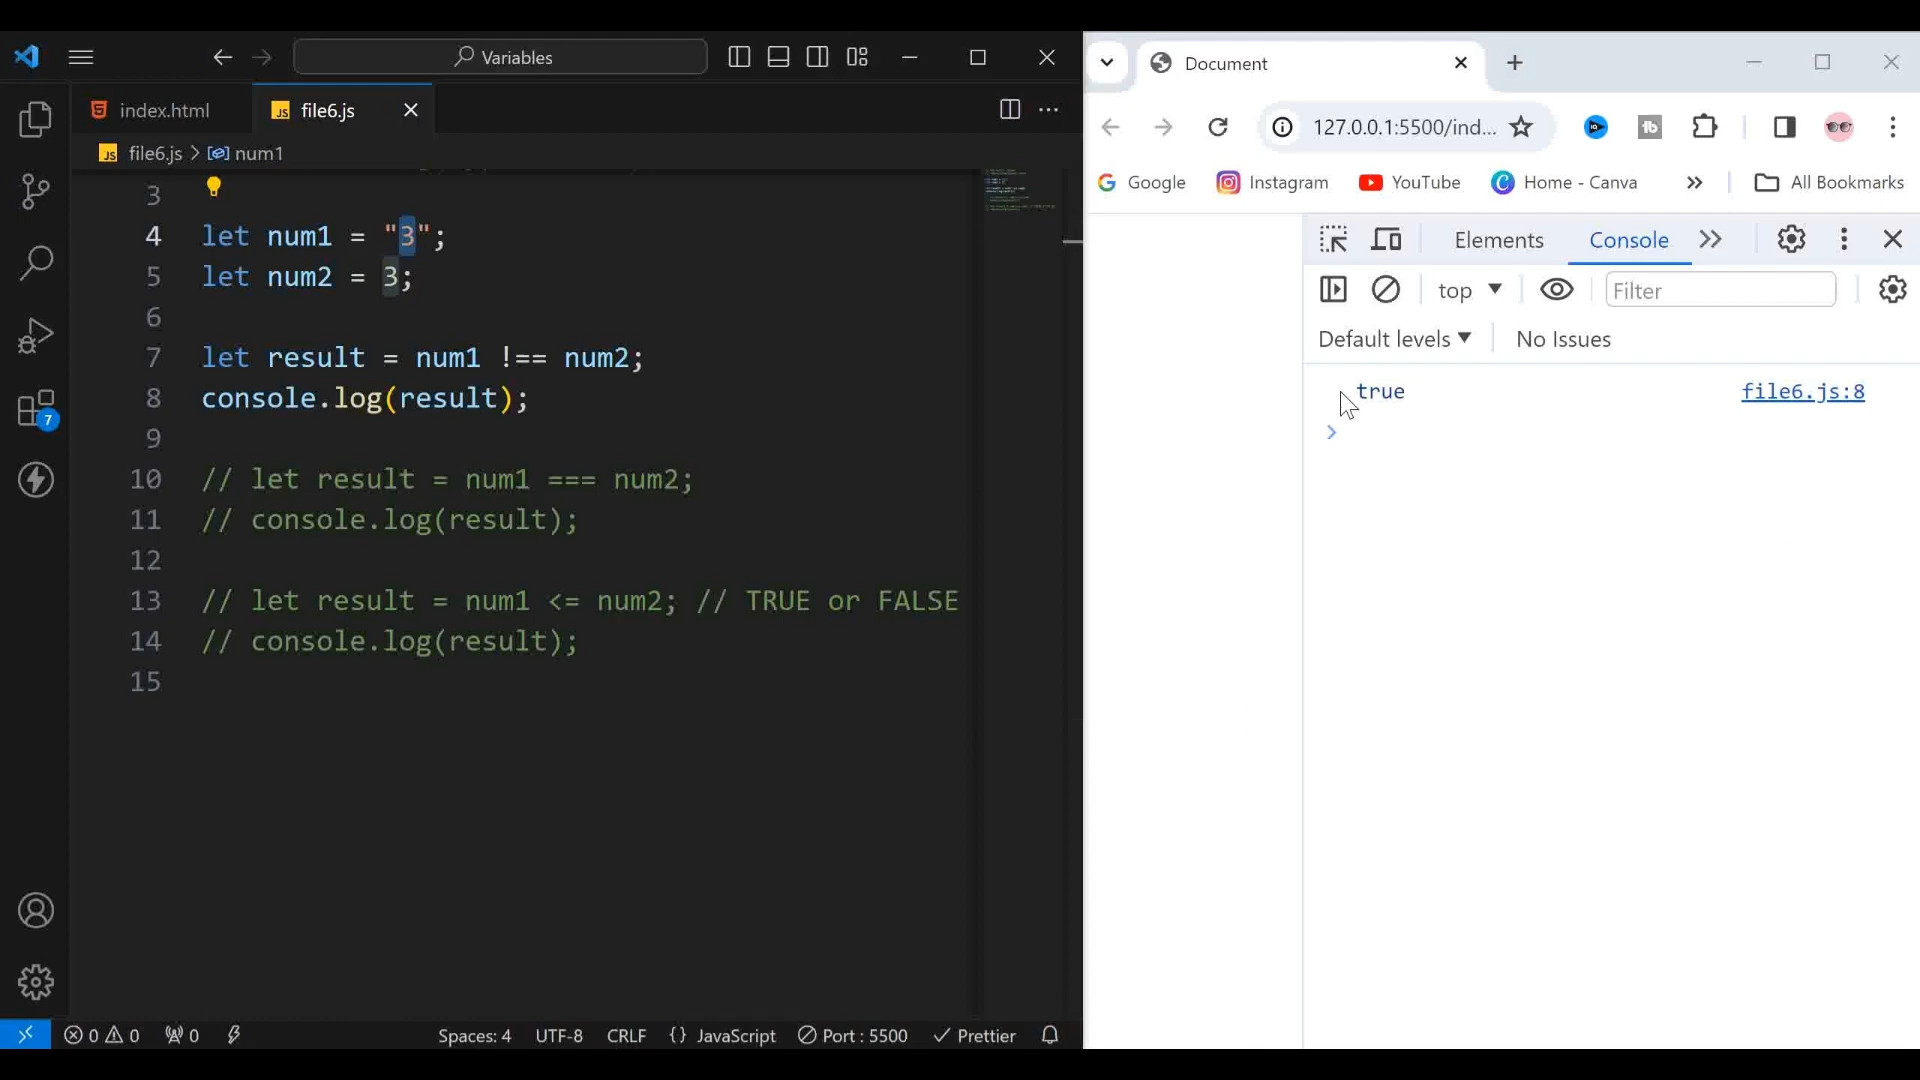 Variables
index.html
file6.js
file6.js > num1
3
4 let num1 = "3";
5 let num2 = 3;
6
7 let result = num1 !== num2;
8 console.log(result);
9
10 // let result = num1 === num2;
11 // console.log(result);
12
13 // let result = num1 <= num2; // TRUE or FALSE
14 // console.log(result);
15
7
0 0 0 Spaces: 4 UTF-8 CRLF {} JavaScript Port : 5500 Prettier
Document
127.0.0.1:5500/ind...
Google Instagram YouTube Home - Canva » All Bookmarks
Elements Console
top Filter
Default levels No Issues
true file6.js:8
>